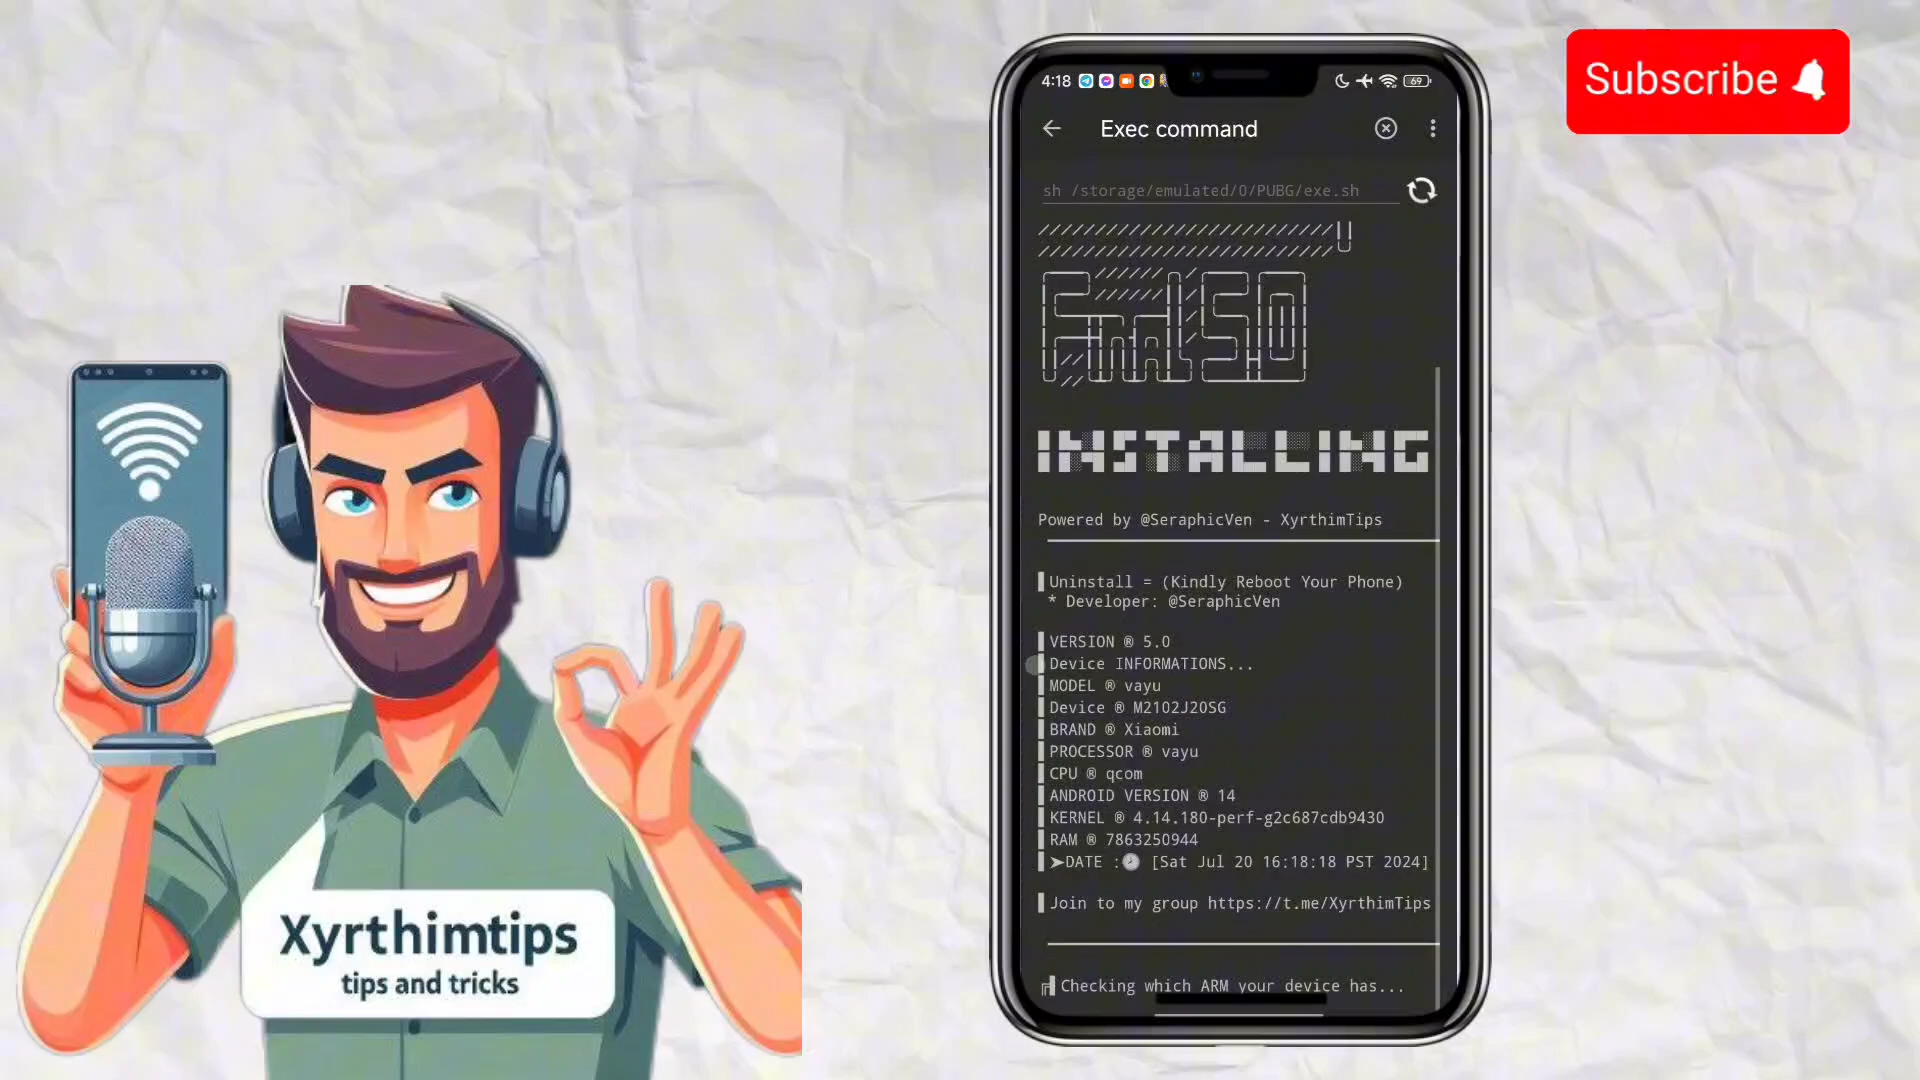 Subscribe
4:18
69
Exec command
sh /storage/emulated/0/PUBG/exe.sh
INSTALLING
Powered by @SeraphicVen - XyrthimTips
Uninstall = (Kindly Reboot Your Phone)
* Developer: @SeraphicVen
VERSION ® 5.0
Device INFORMATIONS...
MODEL ® vayu
Device ® M2102J20SG
BRAND ® Xiaomi
PROCESSOR ® vayu
CPU ® qcom
ANDROID VERSION ® 14
KERNEL ® 4.14.180-perf-g2c687cdb9430
RAM ® 7863250944
➤DATE :🕗 [Sat Jul 20 16:18:18 PST 2024]
Join to my group https://t.me/XyrthimTips
Checking which ARM your device has...
Xyrthimtips
tips and tricks